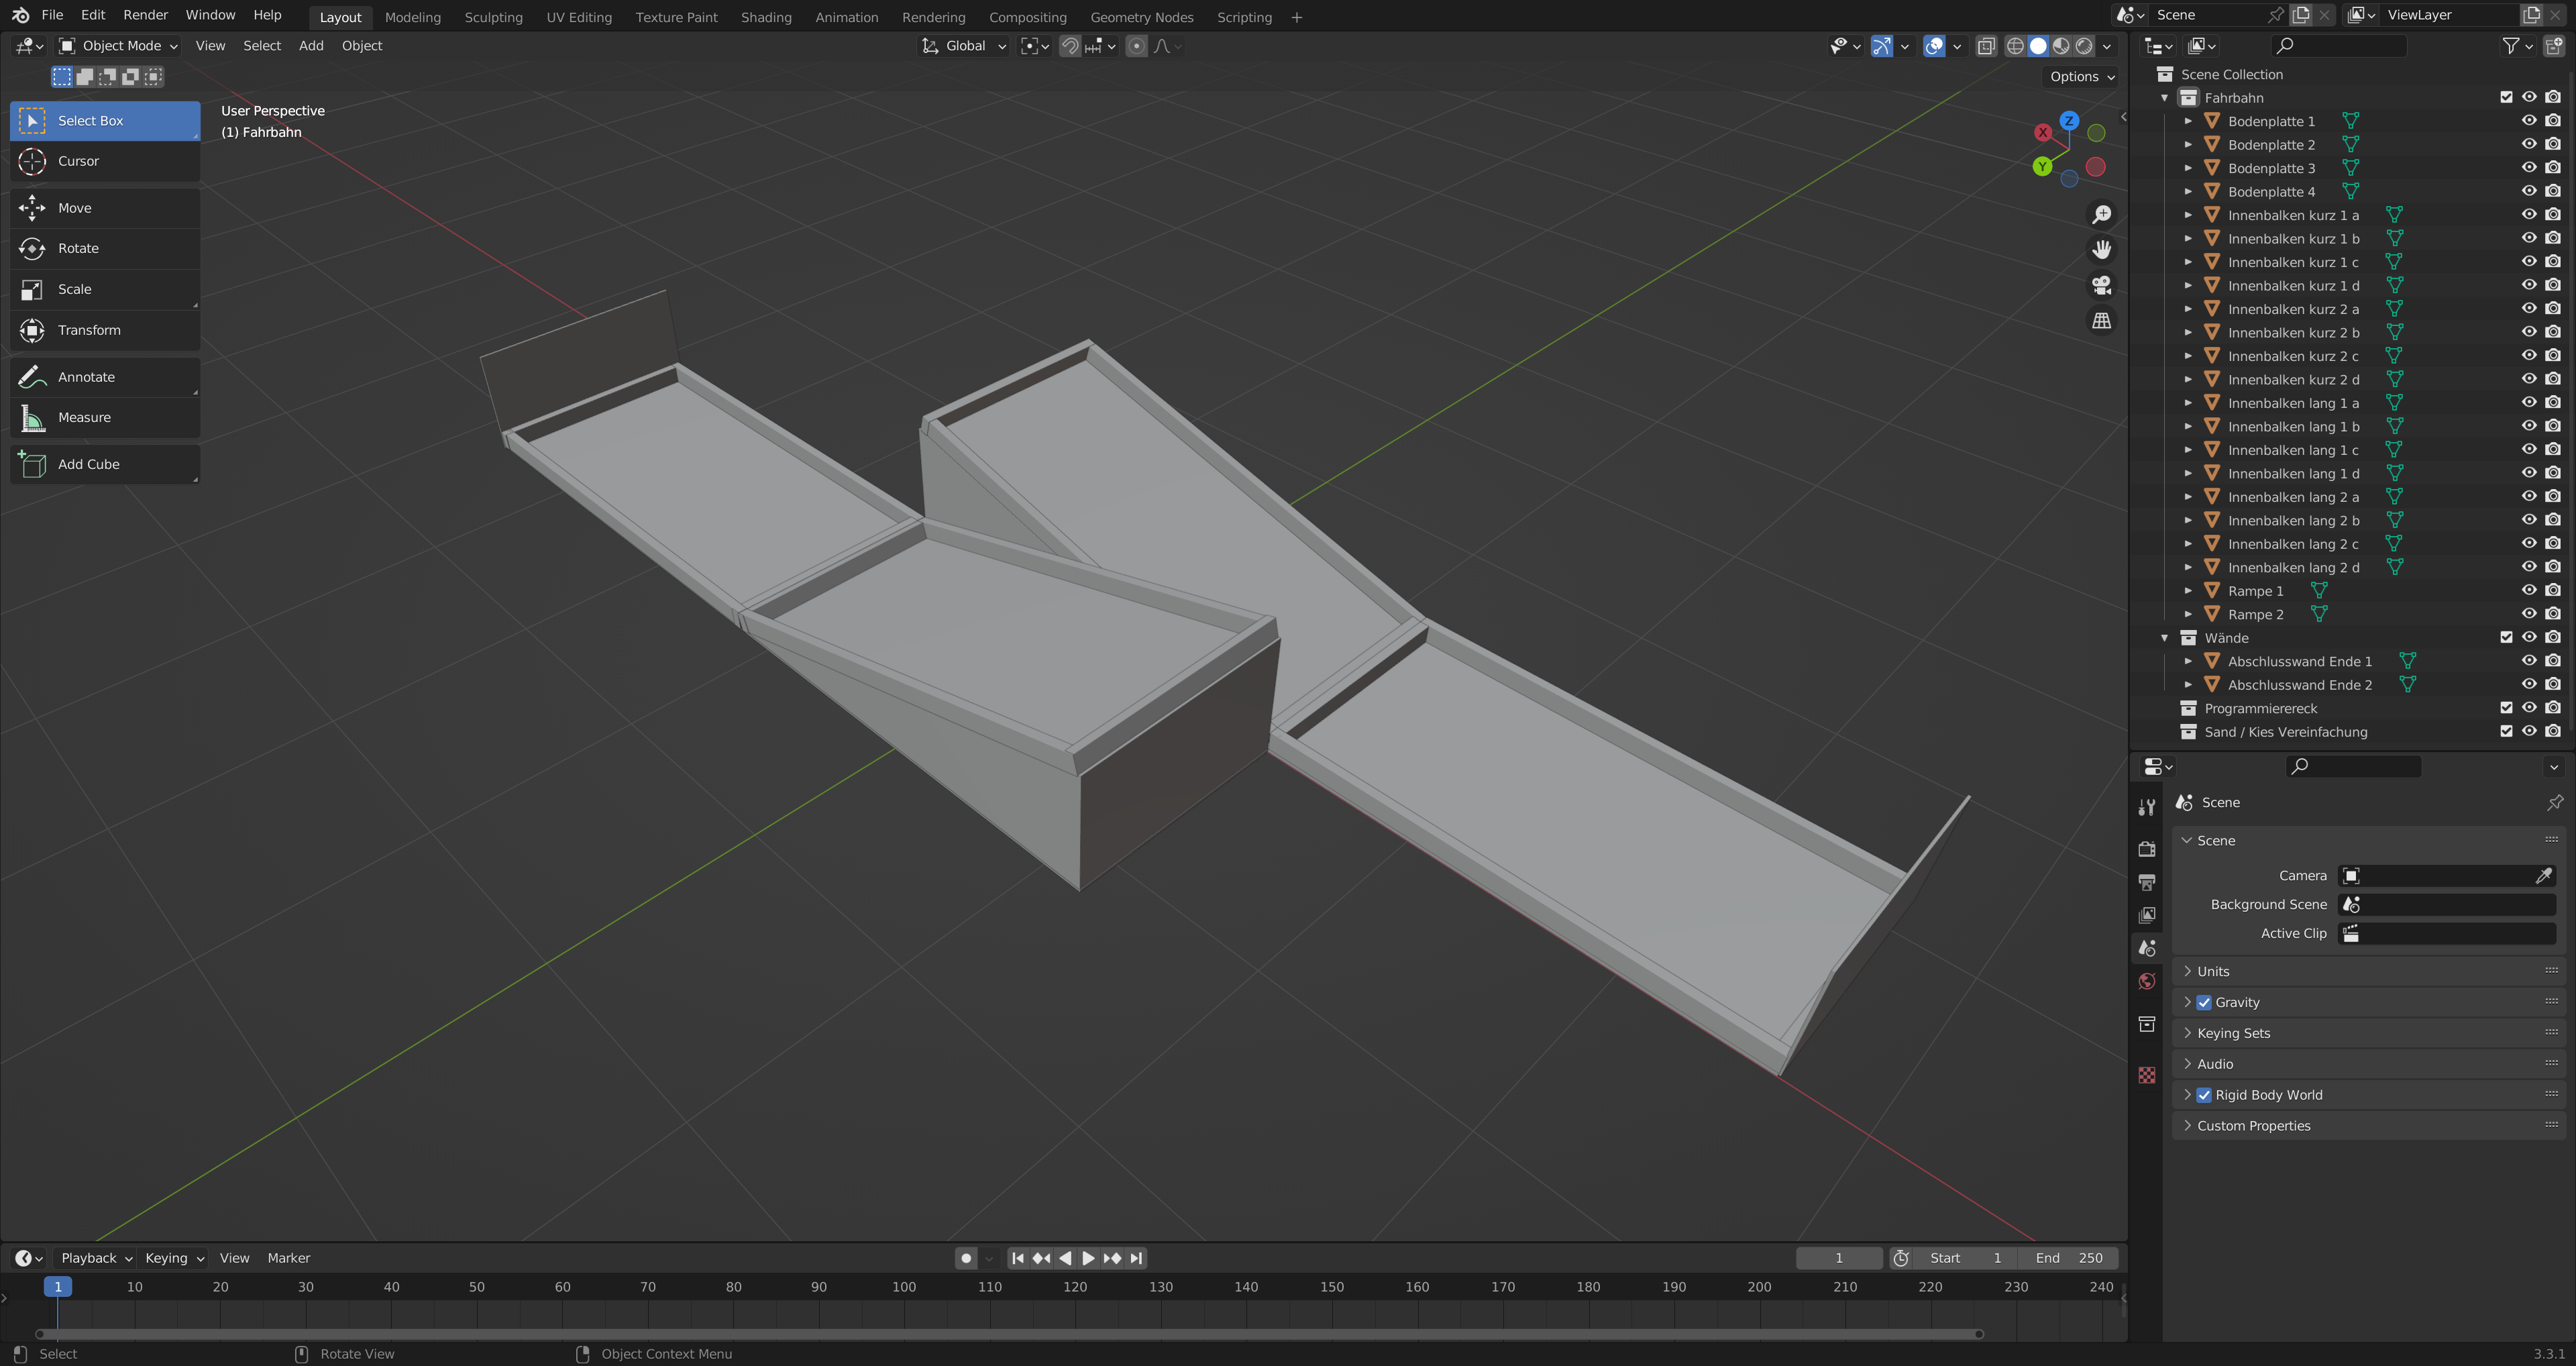 File Edit Render Window Help Layout Modeling Sculpting UV Editing Texture Paint Shading Animation Rendering Compositing Geometry Nodes Scripting + Scene ViewLayer
Object Mode View Select Add Object Global
Options
Select Box
Cursor
Move
Rotate
Scale
Transform
Annotate
Measure
Add Cube
User Perspective
(1) Fahrbahn
Z
X
Y
Scene Collection
Fahrbahn
Bodenplatte 1
Bodenplatte 2
Bodenplatte 3
Bodenplatte 4
Innenbalken kurz 1 a
Innenbalken kurz 1 b
Innenbalken kurz 1 c
Innenbalken kurz 1 d
Innenbalken kurz 2 a
Innenbalken kurz 2 b
Innenbalken kurz 2 c
Innenbalken kurz 2 d
Innenbalken lang 1 a
Innenbalken lang 1 b
Innenbalken lang 1 c
Innenbalken lang 1 d
Innenbalken lang 2 a
Innenbalken lang 2 b
Innenbalken lang 2 c
Innenbalken lang 2 d
Rampe 1
Rampe 2
Wände
Abschlusswand Ende 1
Abschlusswand Ende 2
Programmierereck
Sand / Kies Vereinfachung
Scene
Scene
Camera
Background Scene
Active Clip
Units
Gravity
Keying Sets
Audio
Rigid Body World
Custom Properties
Playback Keying View Marker 1 Start 1 End 250
1 10 20 30 40 50 60 70 80 90 100 110 120 130 140 150 160 170 180 190 200 210 220 230 240
Select Rotate View Object Context Menu 3.3.1